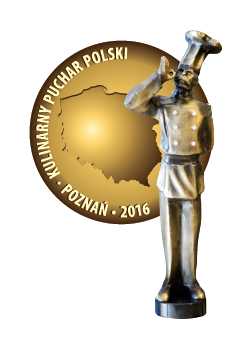 KULINARNY PUCHAR POLSKI
• POZNAŃ • 2016